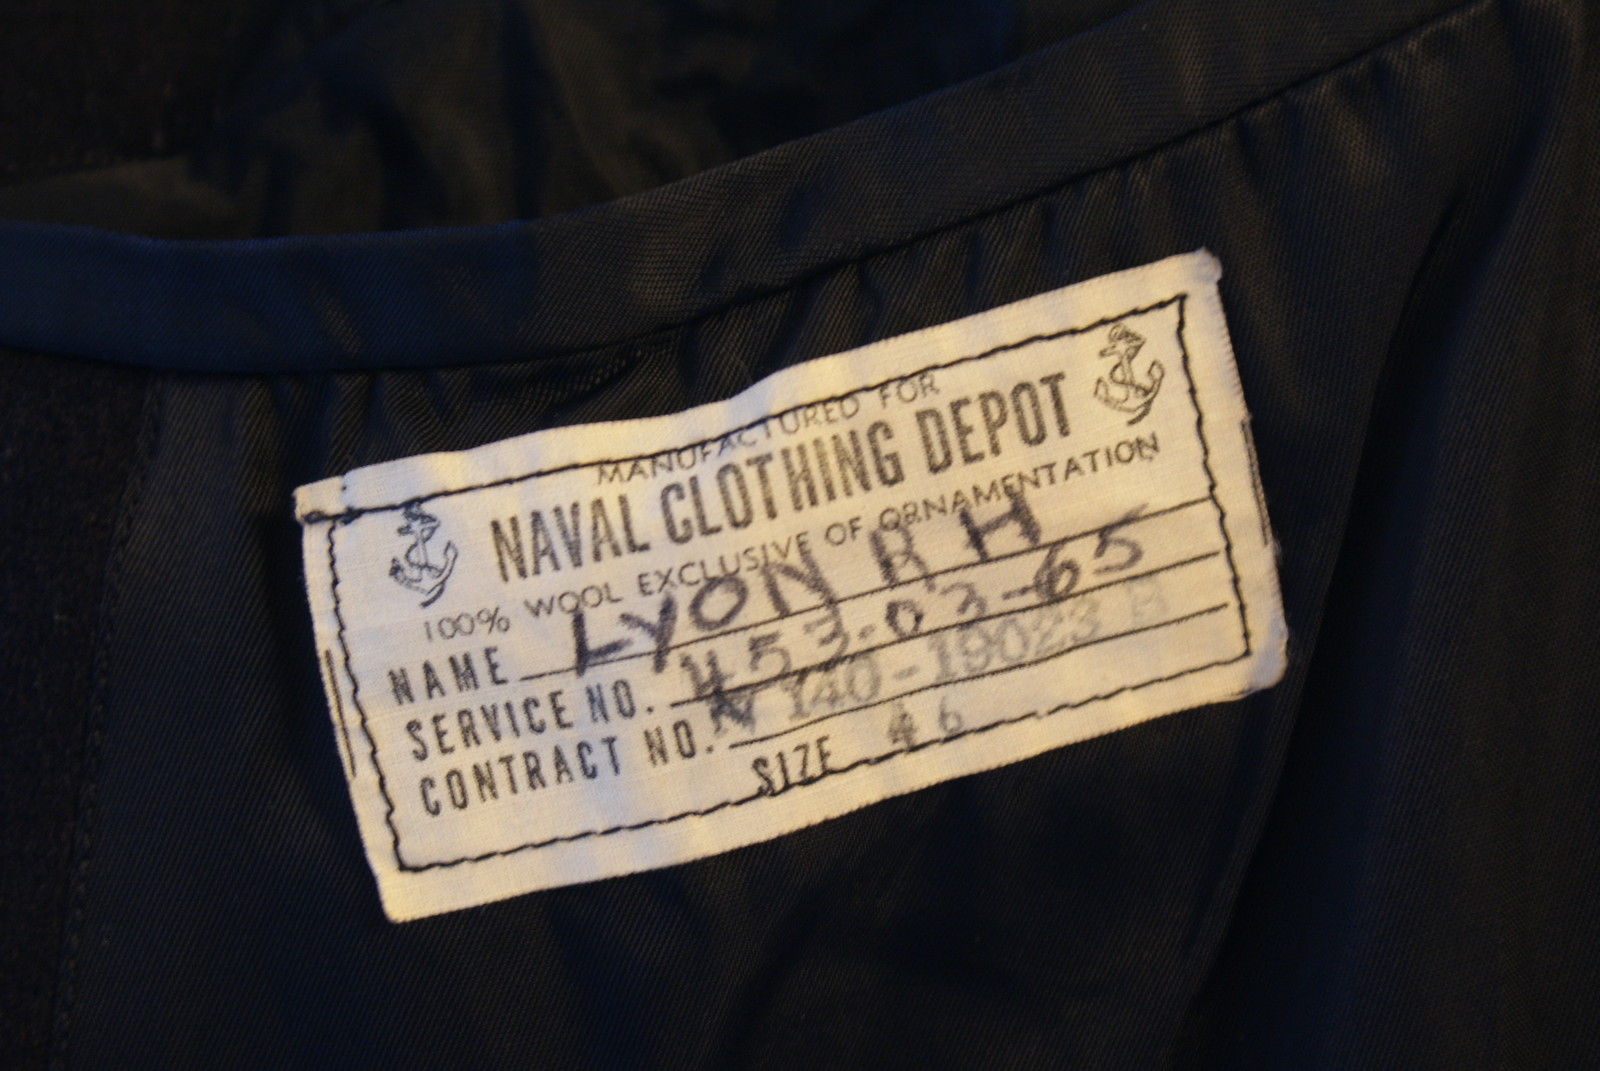 MANUFACTURED FOR
NAVAL CLOTHING DEPOT
100% WOOL EXCLUSIVE OF ORNAMENTATION
NAME LYON R H
SERVICE NO. 453-03-65
CONTRACT NO. NY140-19023 B
SIZE 46